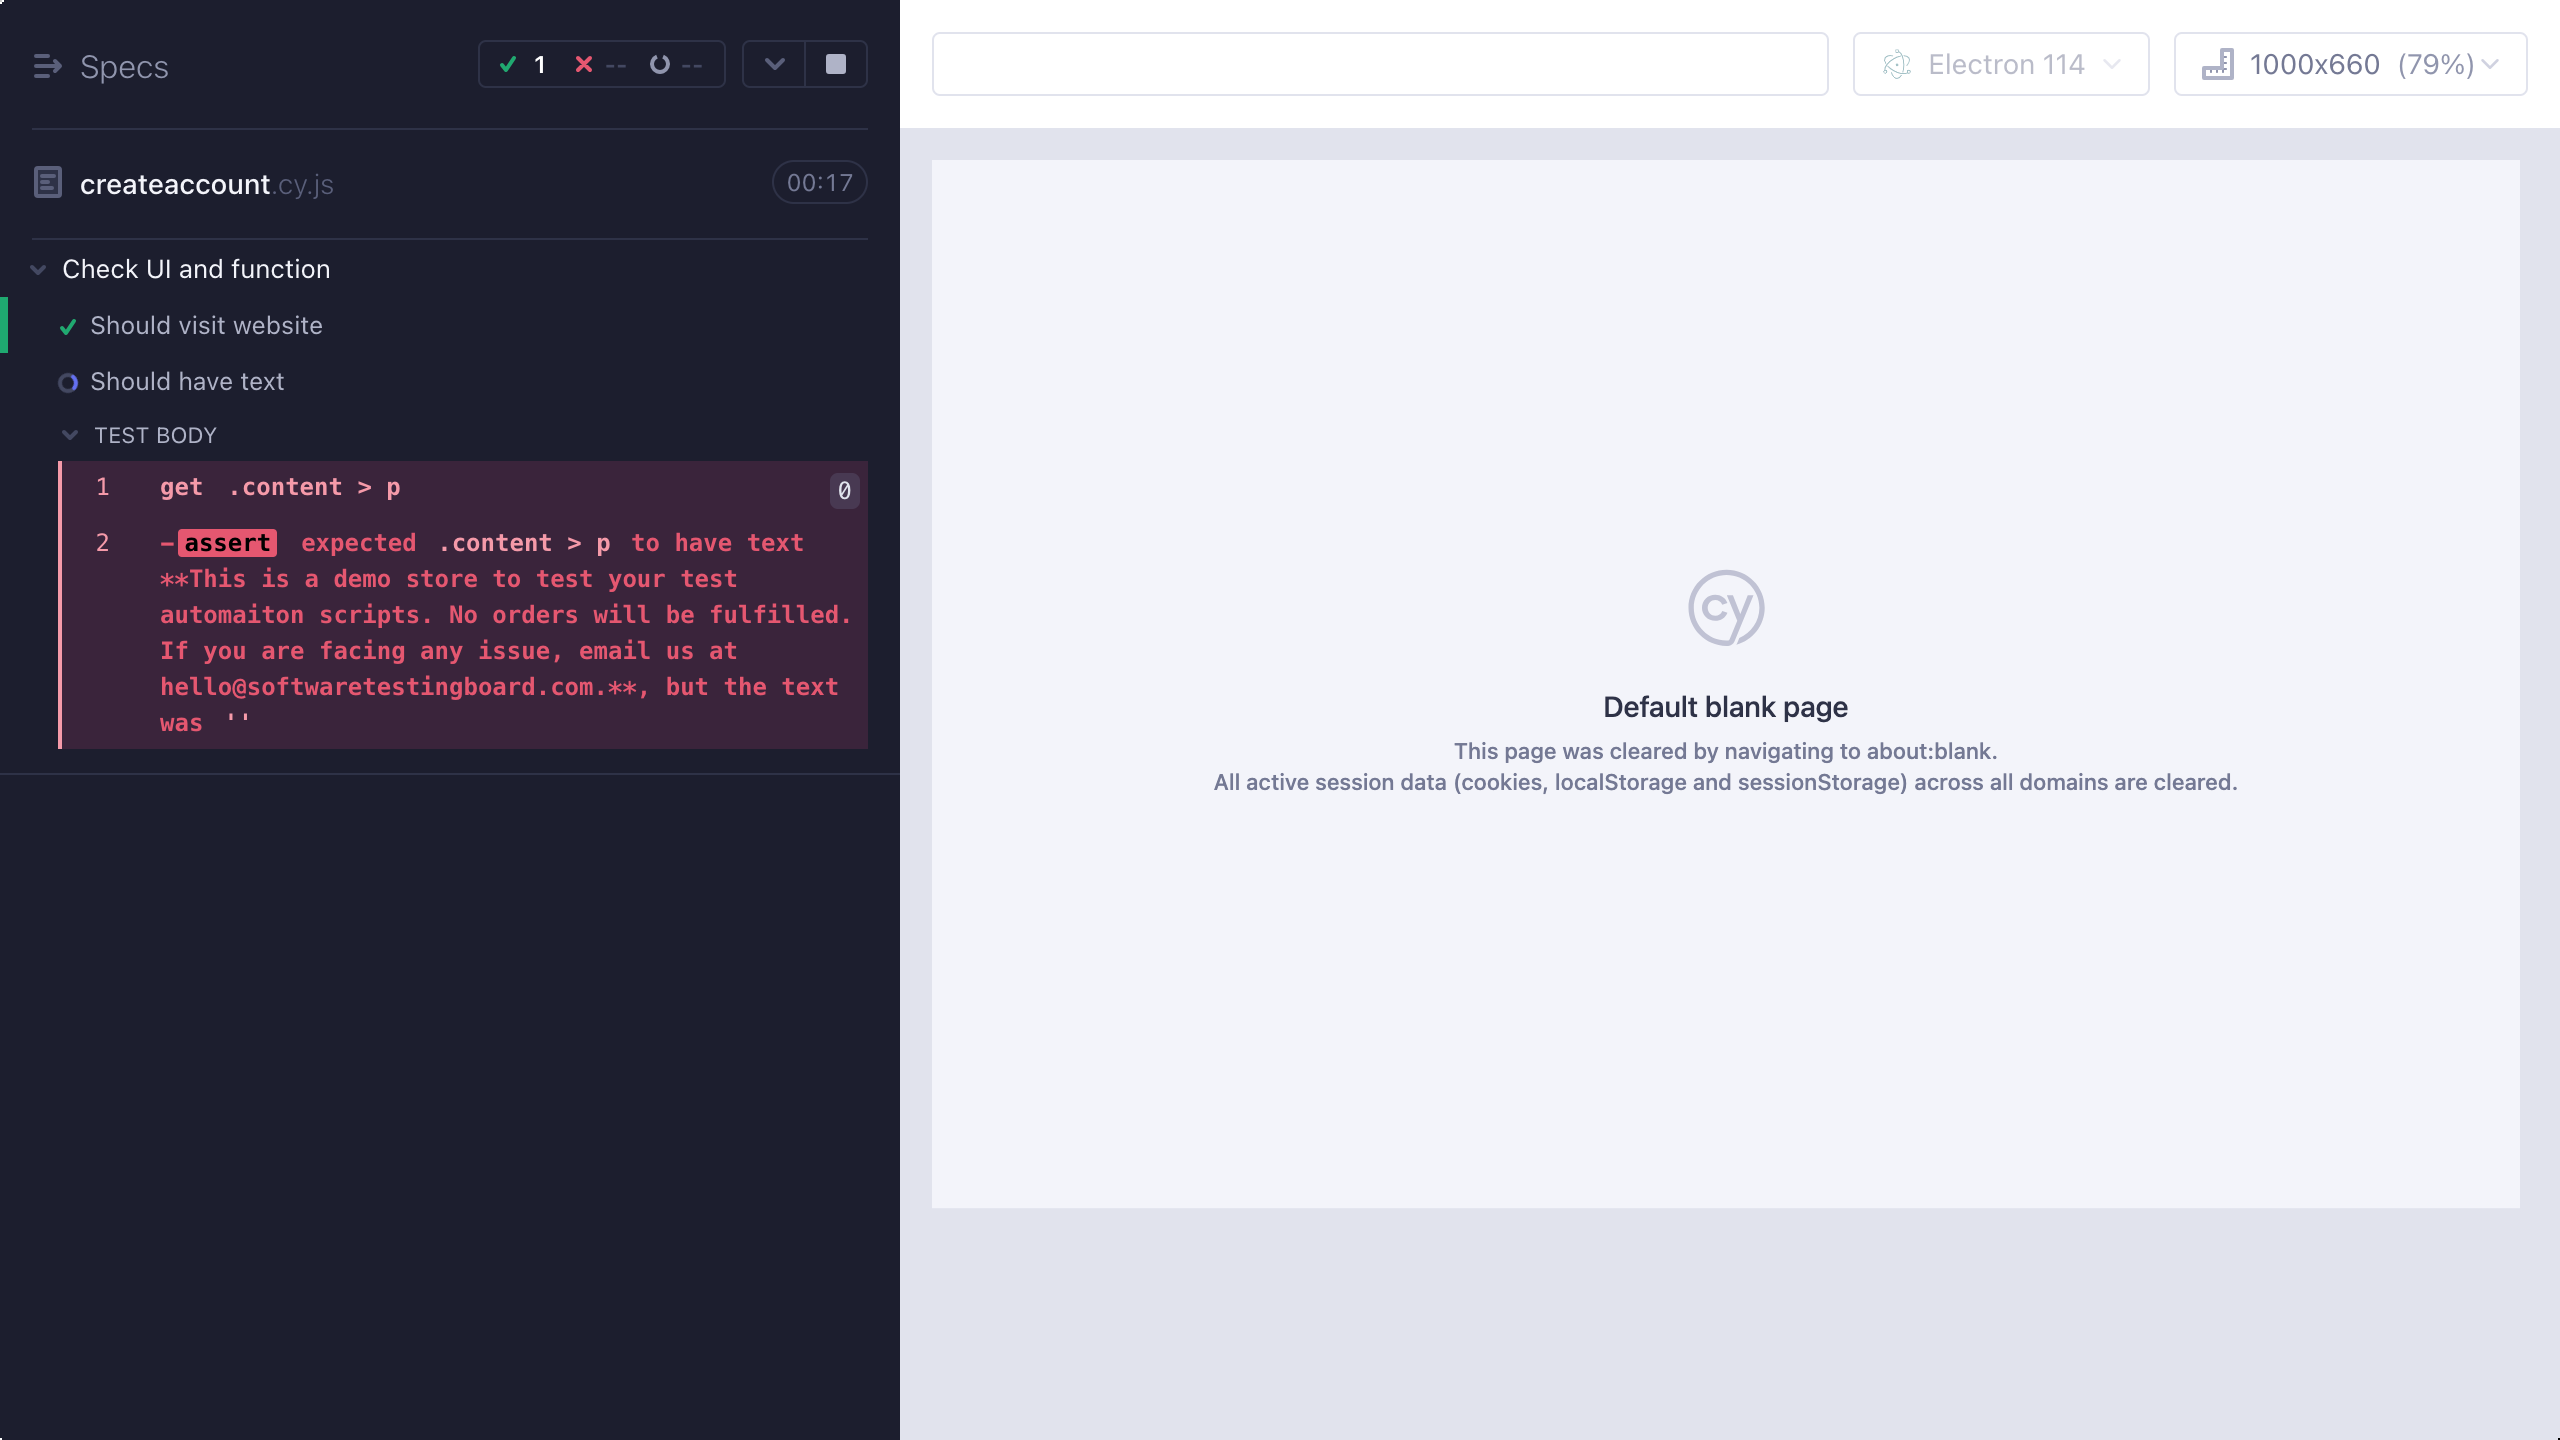 Specs
1 -- --
createaccount.cy.js 00:17
Check UI and function
Should visit website
Should have text
TEST BODY
1 get .content > p 0
2 -assert expected .content > p to have text
**This is a demo store to test your test
automaiton scripts. No orders will be fulfilled.
If you are facing any issue, email us at
hello@softwaretestingboard.com.**, but the text
was ''
Electron 114
1000x660 (79%)
cy
Default blank page
This page was cleared by navigating to about:blank.
All active session data (cookies, localStorage and sessionStorage) across all domains are cleared.